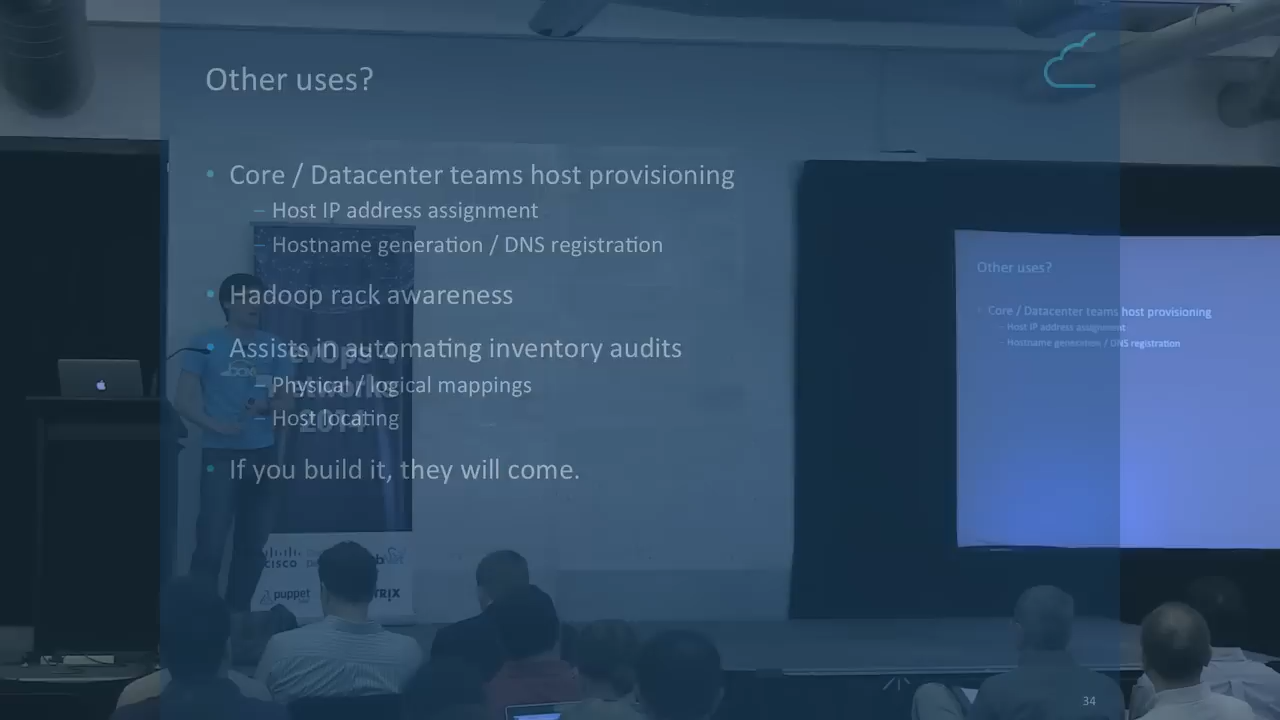 Other uses?
• Core / Datacenter teams host provisioning
– Host IP address assignment
– Hostname generation / DNS registration
• Hadoop rack awareness
• Assists in automating inventory audits
– Physical / logical mappings
– Host locating
• If you build it, they will come.
34
Other uses?
Core / Datacenter teams host provisioning
– Host IP address assignment
– Hostname generation / DNS registration
2014
CISCO
puppet